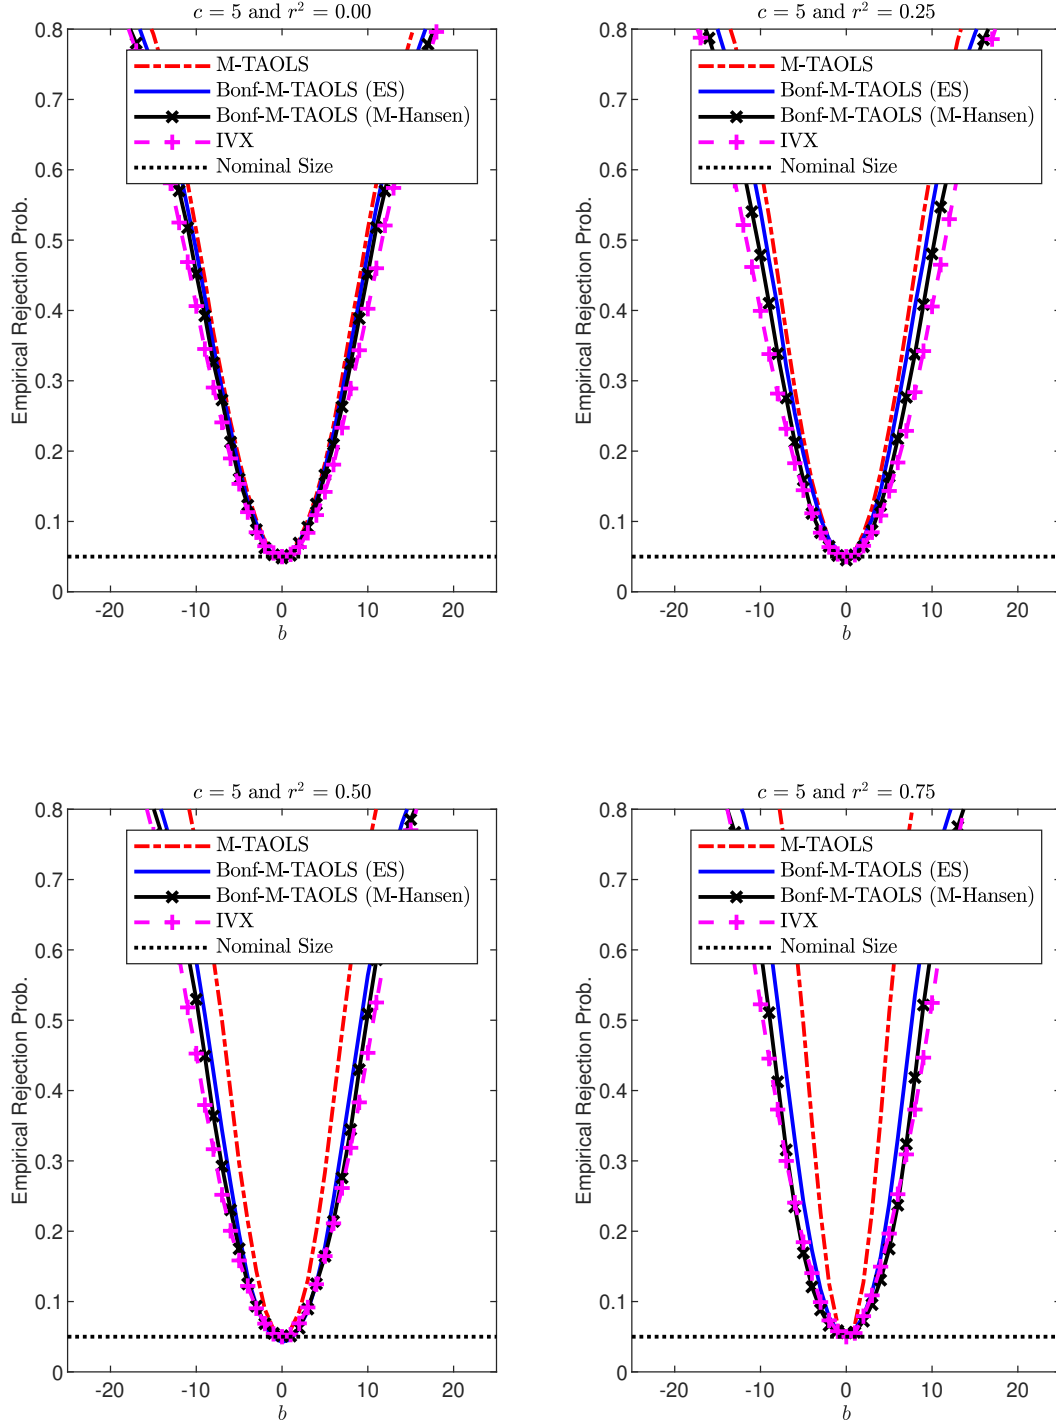 c = 5 and r² = 0.00
0.8
0.7
0.6
0.5
0.4
0.3
0.2
0.1
0
Empirical Rejection Prob.
M-TAOLS
Bonf-M-TAOLS (ES)
Bonf-M-TAOLS (M-Hansen)
IVX
Nominal Size
-20 -10 0 10 20
b
c = 5 and r² = 0.25
0.8
0.7
0.6
0.5
0.4
0.3
0.2
0.1
0
Empirical Rejection Prob.
M-TAOLS
Bonf-M-TAOLS (ES)
Bonf-M-TAOLS (M-Hansen)
IVX
Nominal Size
-20 -10 0 10 20
b
c = 5 and r² = 0.50
0.8
0.7
0.6
0.5
0.4
0.3
0.2
0.1
0
Empirical Rejection Prob.
M-TAOLS
Bonf-M-TAOLS (ES)
Bonf-M-TAOLS (M-Hansen)
IVX
Nominal Size
-20 -10 0 10 20
b
c = 5 and r² = 0.75
0.8
0.7
0.6
0.5
0.4
0.3
0.2
0.1
0
Empirical Rejection Prob.
M-TAOLS
Bonf-M-TAOLS (ES)
Bonf-M-TAOLS (M-Hansen)
IVX
Nominal Size
-20 -10 0 10 20
b